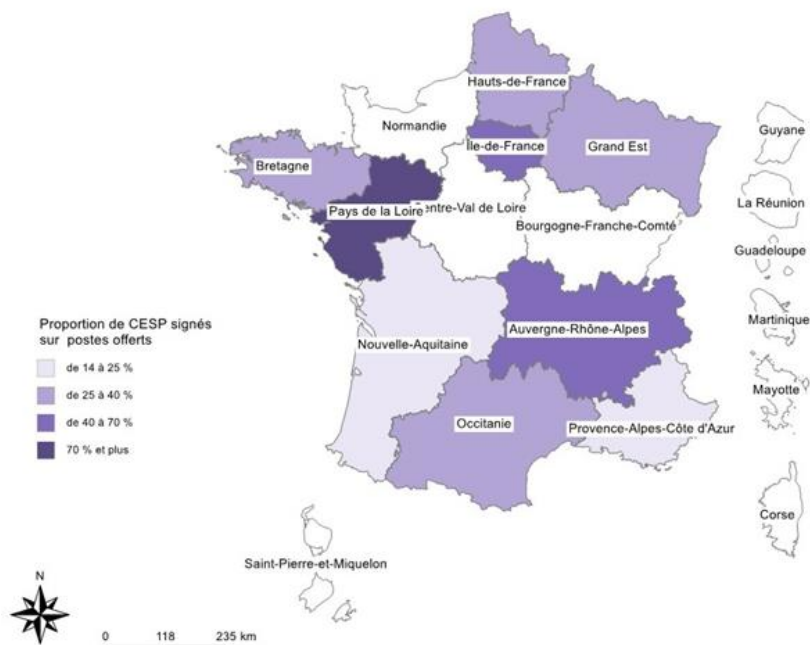 Hauts-de-France
Normandie
Île-de-France
Grand Est
Bretagne
Pays de la Loire
entre-Val de Loire
Bourgogne-Franche-Comté
Auvergne-Rhône-Alpes
Nouvelle-Aquitaine
Occitanie
Provence-Alpes-Côte d'Azur
Guyane
La Réunion
Guadeloupe
Martinique
Mayotte
Corse
Saint-Pierre-et-Miquelon
Proportion de CESP signés
sur postes offerts
de 14 à 25 %
de 25 à 40 %
de 40 à 70 %
70 % et plus
N
0 118 235 km